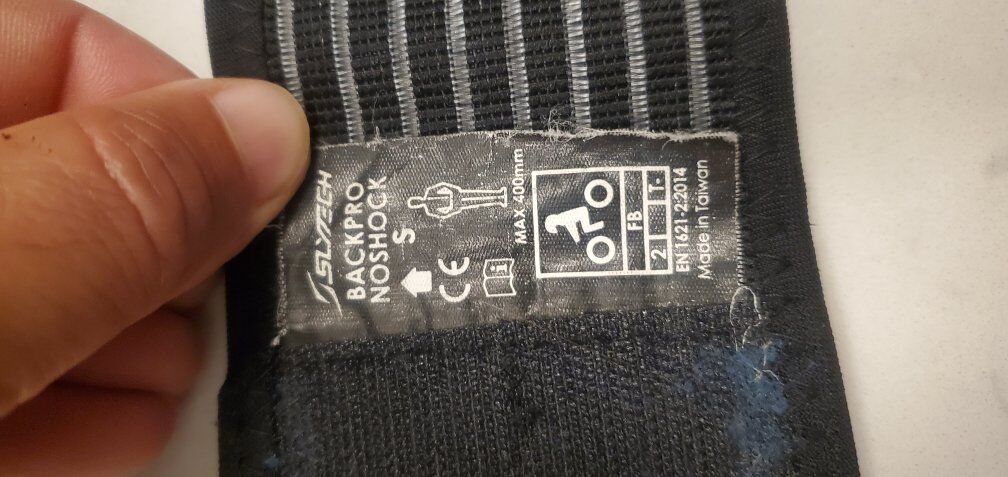 SLYTECH
BACKPRO
NOSHOCK
S
CE
i
MAX 400mm
FB
2 T-
EN 1621-2:2014
Made in Taiwan